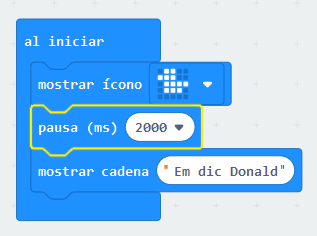 al iniciar
mostrar ícono
pausa (ms) 2000
mostrar cadena "Em dic Donald"